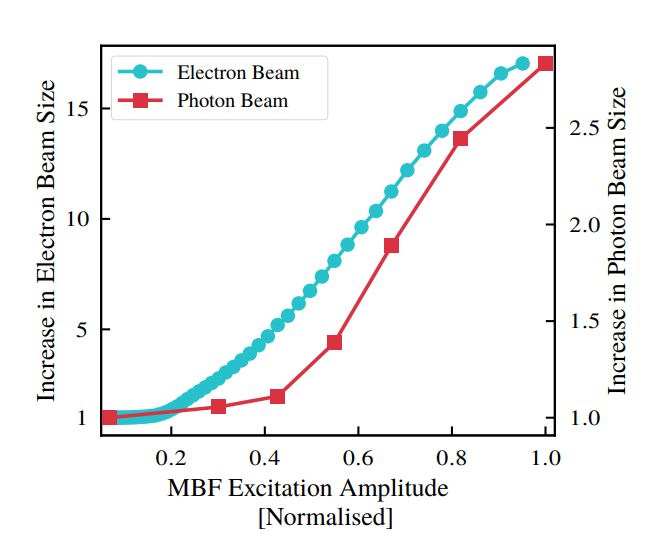 Electron Beam
Photon Beam
Increase in Electron Beam Size
15
10
5
1
Increase in Photon Beam Size
2.5
2.0
1.5
1.0
0.2 0.4 0.6 0.8 1.0
MBF Excitation Amplitude
[Normalised]